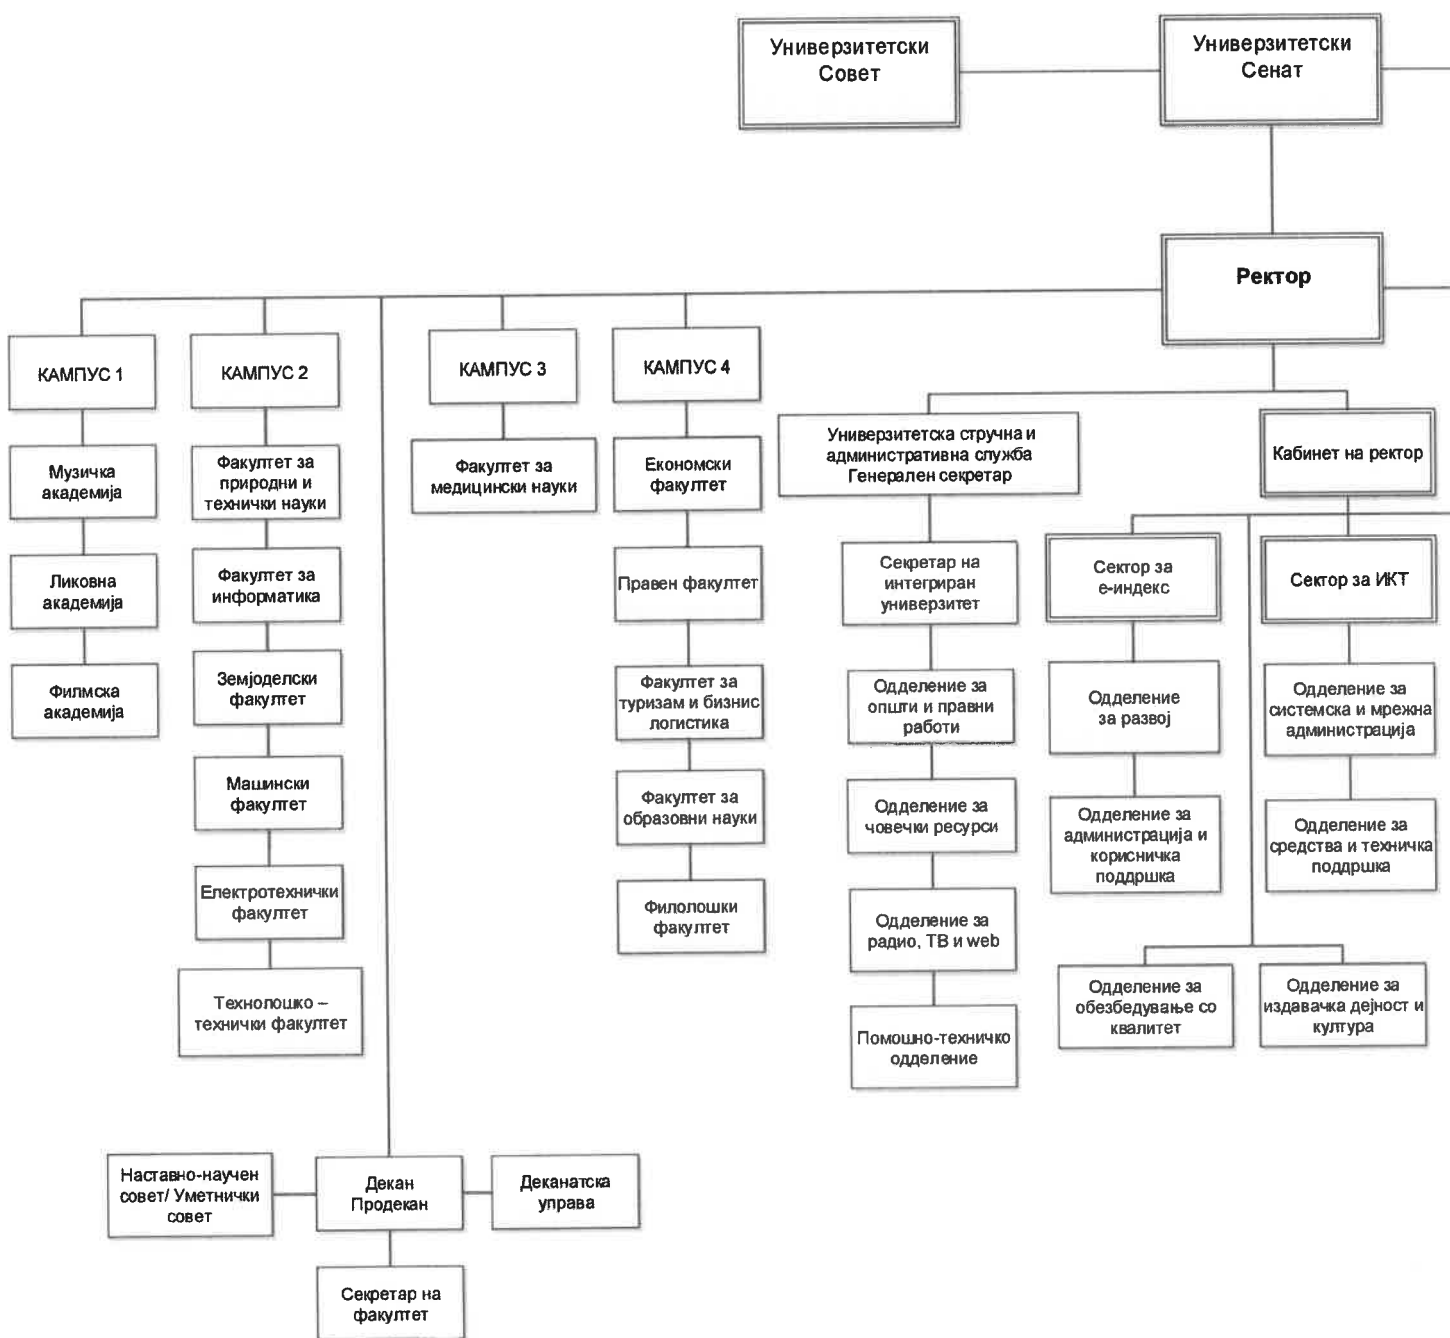 Универзитетски
Совет
Универзитетски
Сенат
Ректор
КАМПУС 1
КАМПУС 2
КАМПУС 3
КАМПУС 4
Музичка
академија
Ликовна
академија
Филмска
академија
Факултет за
природни и
технички науки
Факултет за
информатика
Земјоделски
факултет
Машински
факултет
Електротехнички
факултет
Технолошко –
технички факултет
Факултет за
медицински науки
Економски
факултет
Правен факултет
Факултет за
туризам и бизнис
логистика
Факултет за
образовни науки
Филолошки
факултет
Универзитетска стручна и
административна служба
Генерален секретар
Секретар на
интегриран
универзитет
Одделение за
општи и правни
работи
Одделение за
човечки ресурси
Одделение за
радио, ТВ и web
Помошно-техничко
одделение
Кабинет на ректор
Сектор за
е-индекс
Одделение
за развој
Одделение за
администрација и
корисничка
поддршка
Сектор за ИКТ
Одделение за
системска и мрежна
администрација
Одделение за
средства и техничка
поддршка
Одделение за
обезбедување со
квалитет
Одделение за
издавачка дејност и
култура
Наставно-научен
совет/ Уметнички
совет
Декан
Продекан
Деканатска
управа
Секретар на
факултет